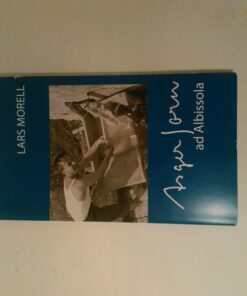 LARS MORELL
Asger Jorn
ad Albissola